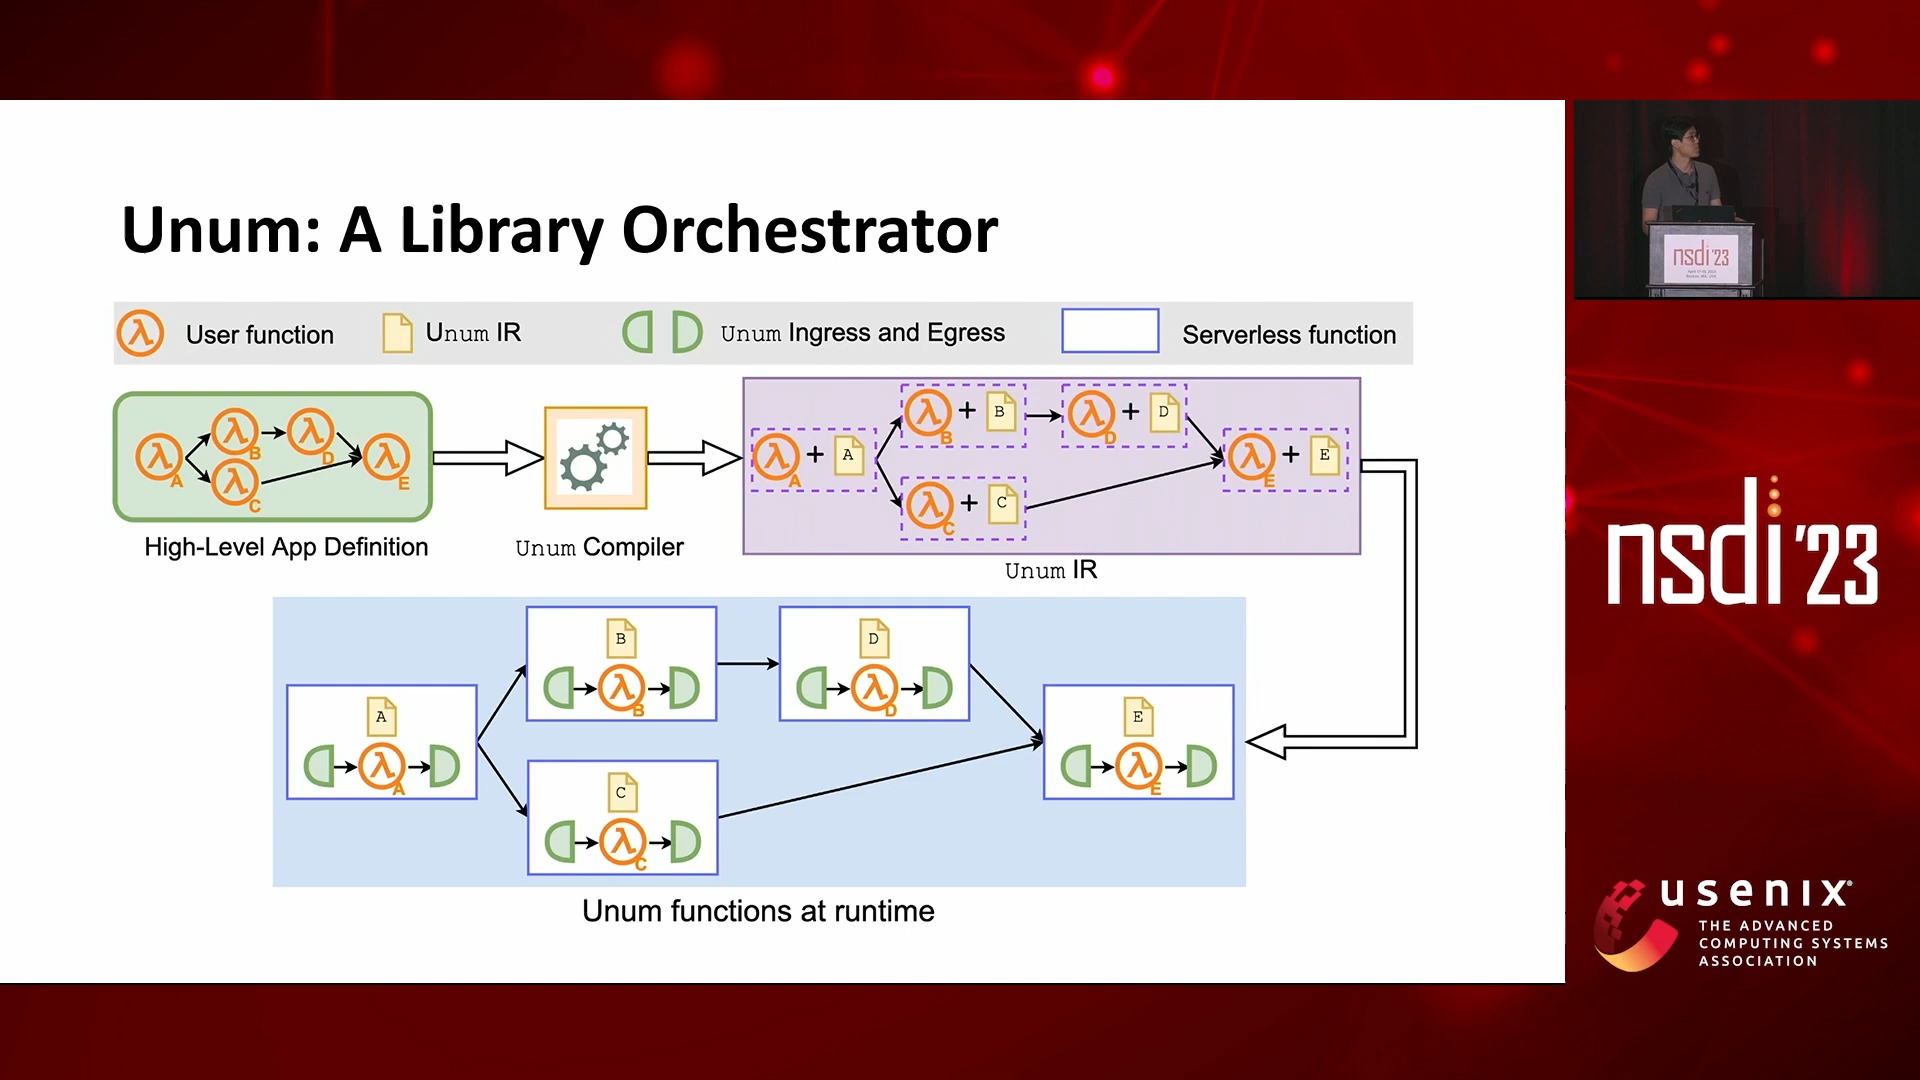 Unum: A Library Orchestrator
λ User function
Unum IR
Unum Ingress and Egress
Serverless function
λ A
λ B
λ D
λ C
λ E
High-Level App Definition
Unum Compiler
λ A + A
λ B + B
λ D + D
λ C + C
λ E + E
Unum IR
A
λ A
B
λ B
D
λ D
C
λ C
E
λ E
Unum functions at runtime
nsdi '23
nsdi '23
usenix®
THE ADVANCED
COMPUTING SYSTEMS
ASSOCIATION